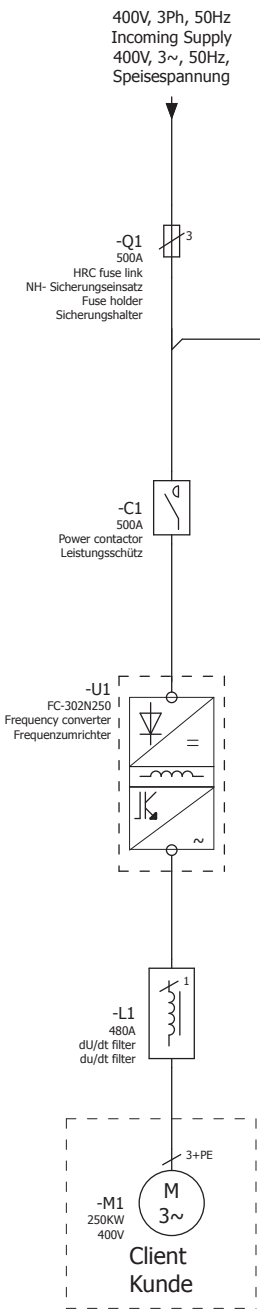 400V, 3Ph, 50Hz
Incoming Supply
400V, 3~, 50Hz,
Speisespannung
-Q1
3
500A
HRC fuse link
NH- Sicherungseinsatz
Fuse holder
Sicherungshalter
-C1
500A
Power contactor
Leistungsschütz
-U1
FC-302N250
Frequency converter
Frequenzumrichter
=
~
1
-L1
480A
dU/dt filter
du/dt filter
3+PE
-M1
250KW
400V
M
3~
Client
Kunde